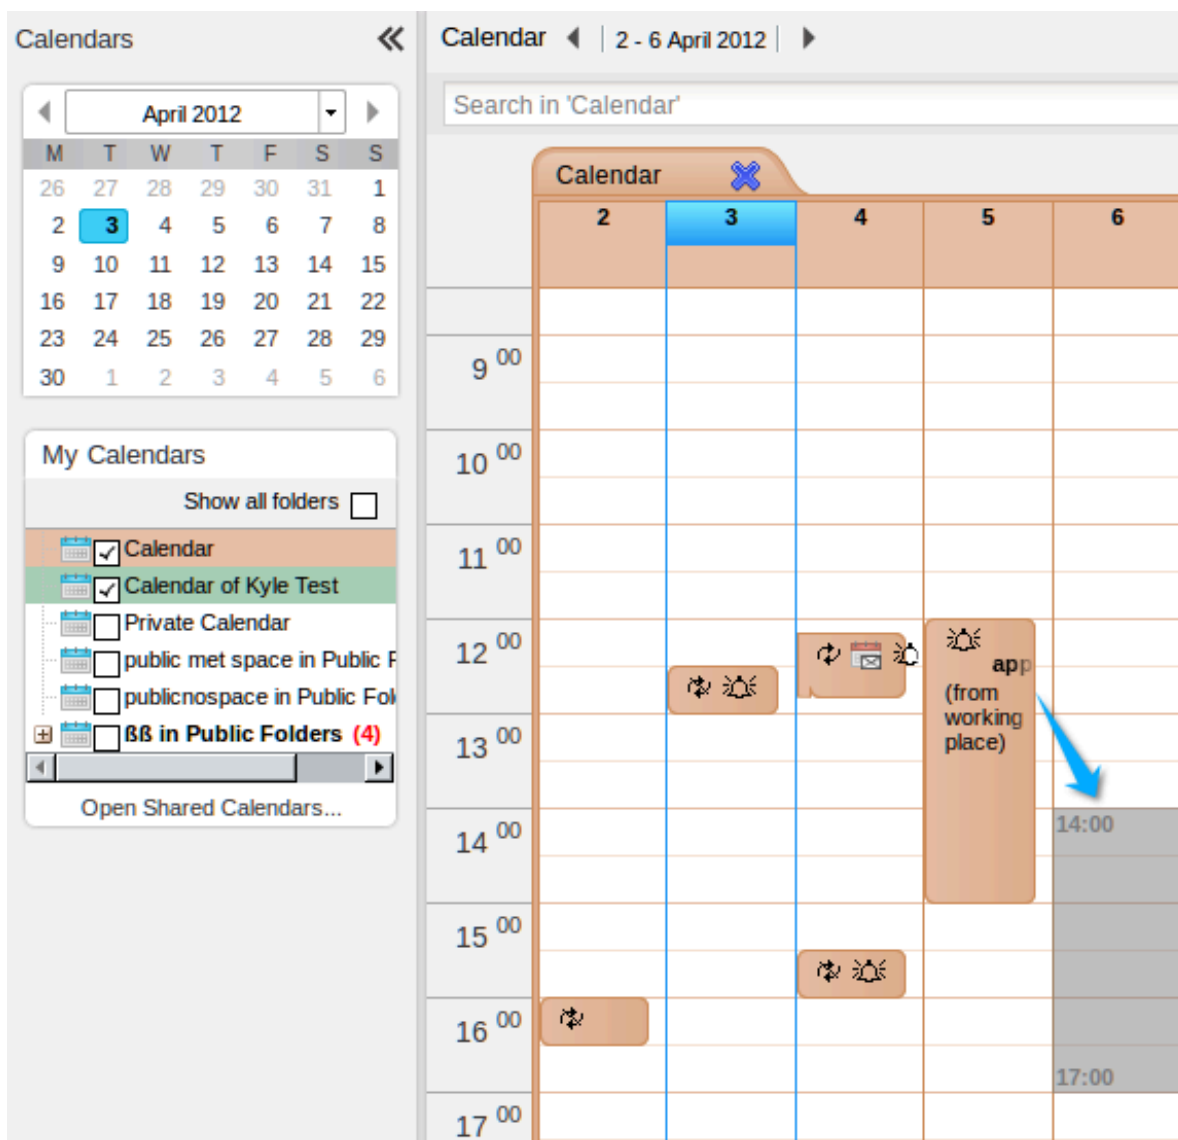 Calendars
April 2012
M T W T F S S
26 27 28 29 30 31 1
2 3 4 5 6 7 8
9 10 11 12 13 14 15
16 17 18 19 20 21 22
23 24 25 26 27 28 29
30 1 2 3 4 5 6
My Calendars
Show all folders
Calendar
Calendar of Kyle Test
Private Calendar
public met space in Public F
publicnospace in Public Fol
ßß in Public Folders (4)
Open Shared Calendars...
Calendar 2 - 6 April 2012
Search in 'Calendar'
Calendar
2 3 4 5 6
9 00
10 00
11 00
12 00
app
(from
working
place)
13 00
14 00
14:00
15 00
16 00
17:00
17 00